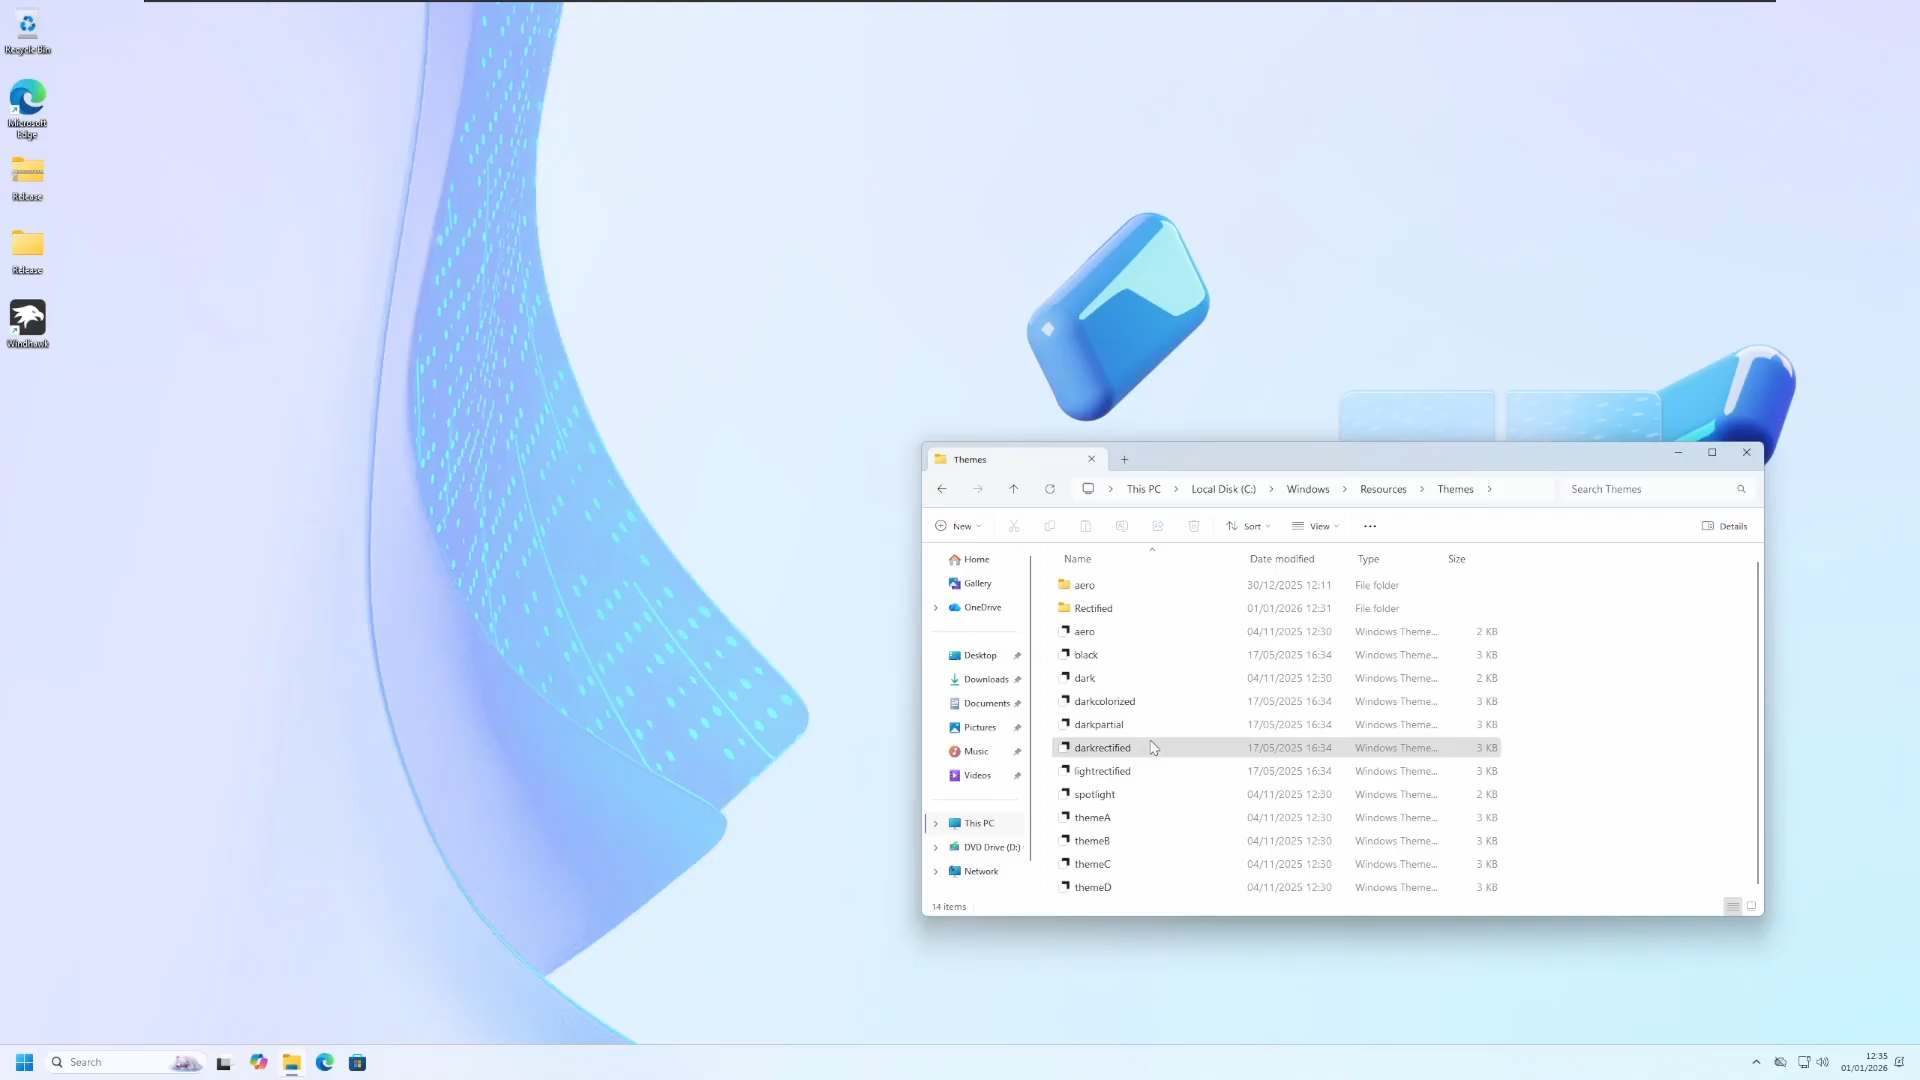 Recycle Bin
Microsoft
Edge
Release
Release
Windhawk
Themes
This PC
Local Disk (C:)
Windows
Resources
Themes
Search Themes
New
Sort
View
Details
Home
Gallery
OneDrive
Desktop
Downloads
Documents
Pictures
Music
Videos
This PC
DVD Drive (D:)
Network
Name Date modified Type Size
aero 30/12/2025 12:11 File folder
Rectified 01/01/2026 12:31 File folder
aero 04/11/2025 12:30 Windows Theme... 2 KB
black 17/05/2025 16:34 Windows Theme... 3 KB
dark 04/11/2025 12:30 Windows Theme... 2 KB
darkcolorized 17/05/2025 16:34 Windows Theme... 3 KB
darkpartial 17/05/2025 16:34 Windows Theme... 3 KB
darkrectified 17/05/2025 16:34 Windows Theme... 3 KB
lightrectified 17/05/2025 16:34 Windows Theme... 3 KB
spotlight 04/11/2025 12:30 Windows Theme... 2 KB
themeA 04/11/2025 12:30 Windows Theme... 3 KB
themeB 04/11/2025 12:30 Windows Theme... 3 KB
themeC 04/11/2025 12:30 Windows Theme... 3 KB
themeD 04/11/2025 12:30 Windows Theme... 3 KB
14 items
Search
12:35
01/01/2026